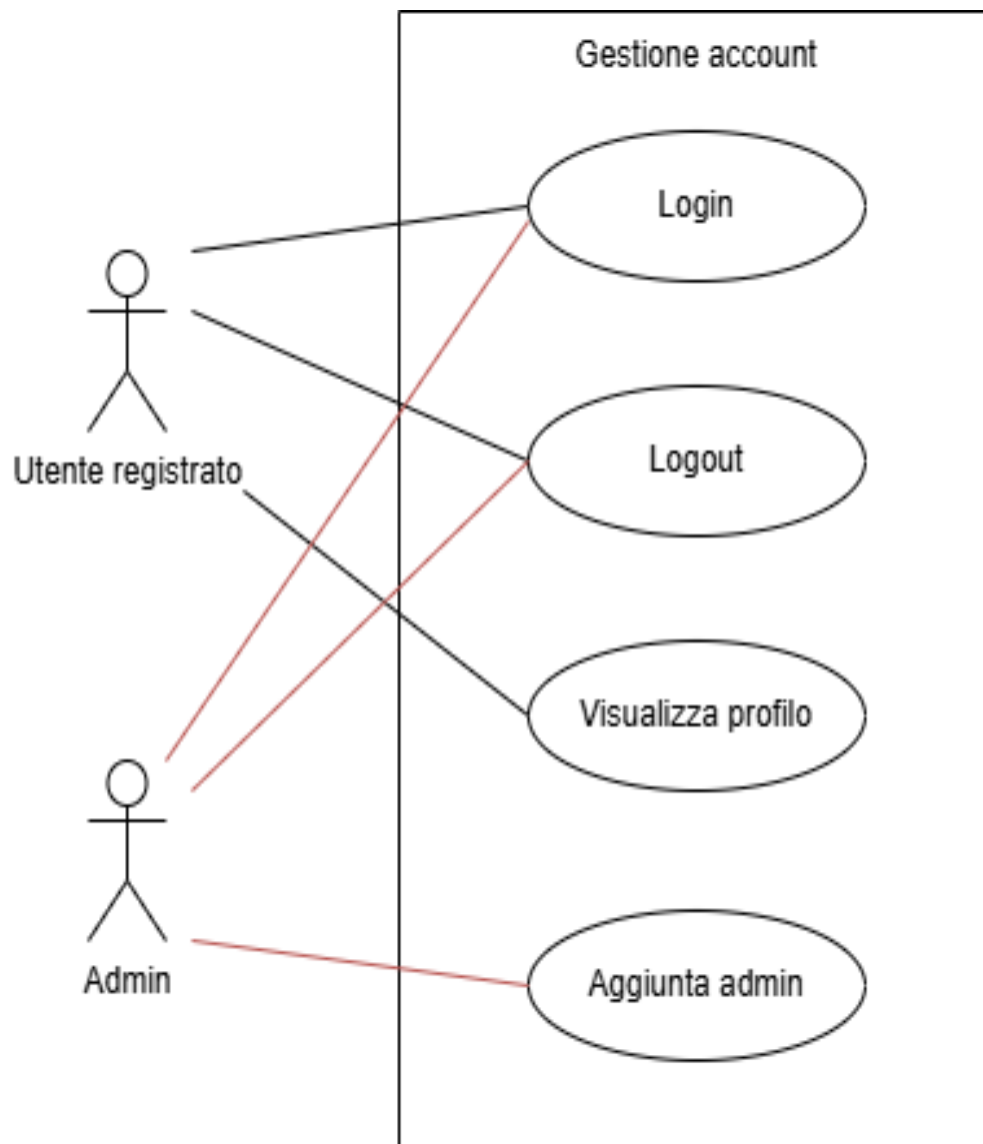 Gestione account
Login
Utente registrato
Logout
Visualizza profilo
Admin
Aggiunta admin